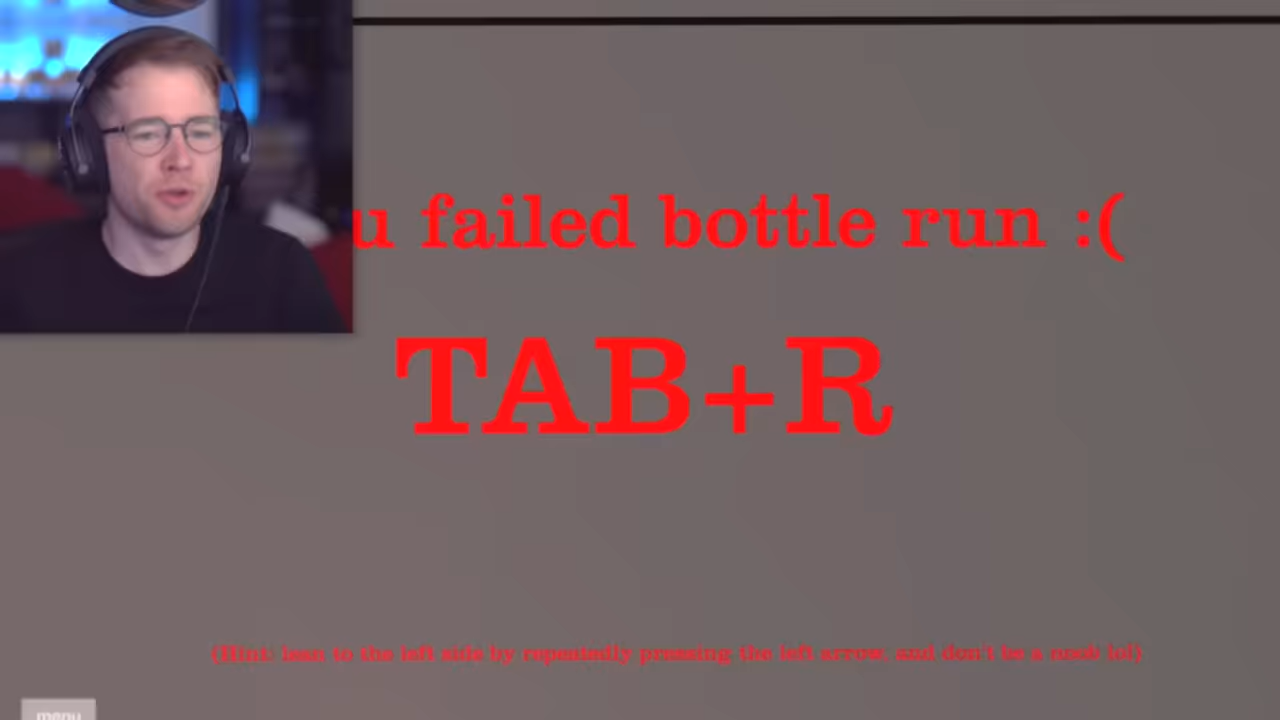 u failed bottle run :(
TAB+R
(Hint: lean to the left side by repeatedly pressing the left arrow, and don't be a noob lol)
menu